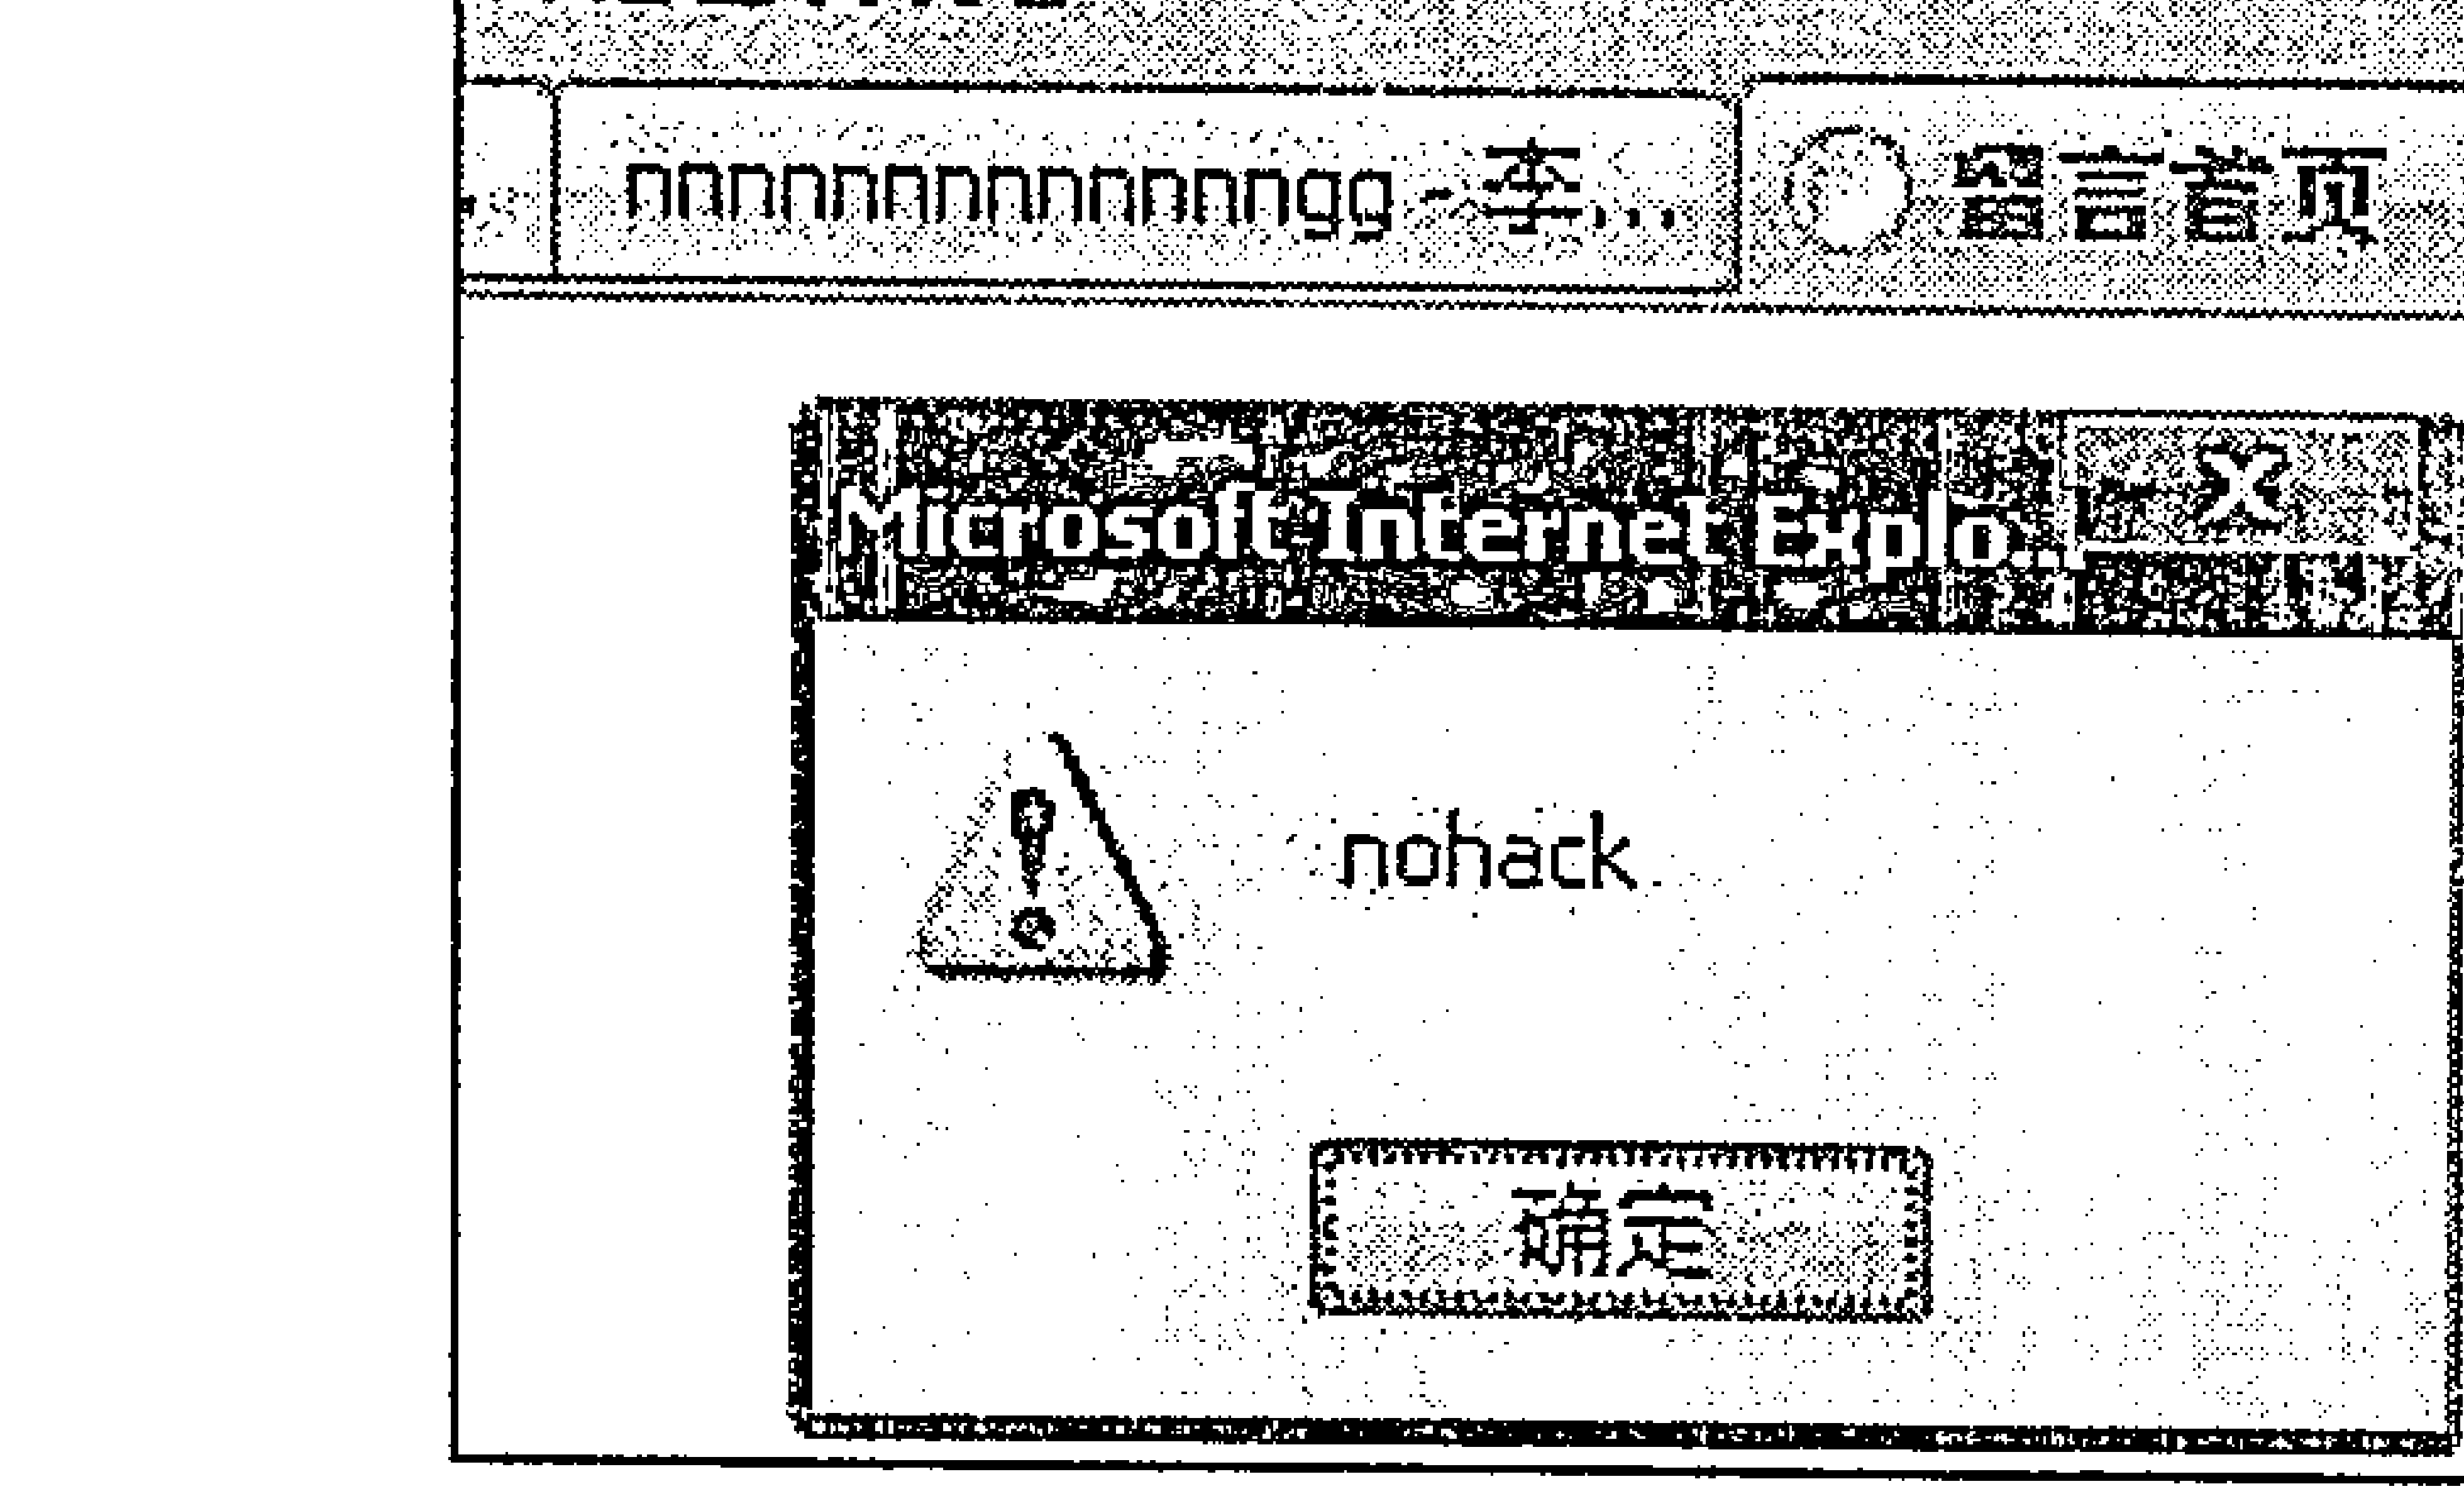 nnnnnnnnnnnnngg - 李...
留言首页
Microsoft Internet Explo...
X
nohack
确定